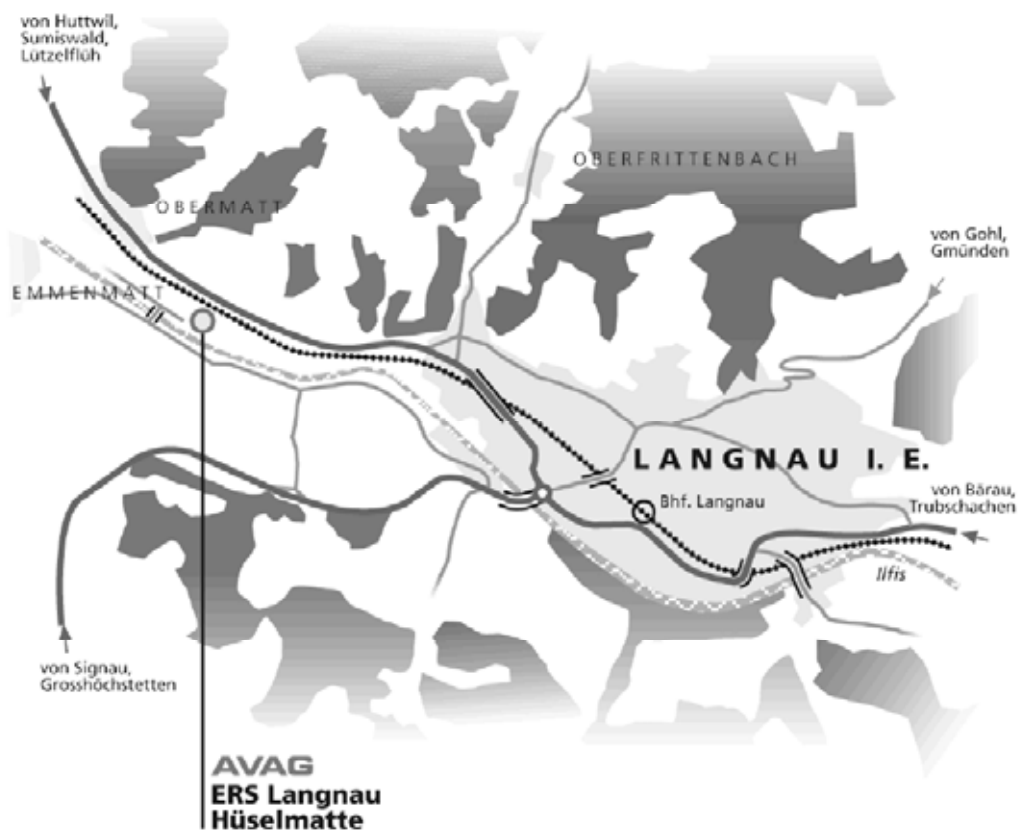 von Huttwil,
Sumiswald,
Lützelflüh
OBERFRITTENBACH
OBERMATT
von Gohl,
Gmünden
EMMENMATT
LANGNAU I. E.
Bhf. Langnau
von Bärau,
Trubschachen
Ilfis
von Signau,
Grosshöchstetten
AVAG
ERS Langnau
Hüselmatte